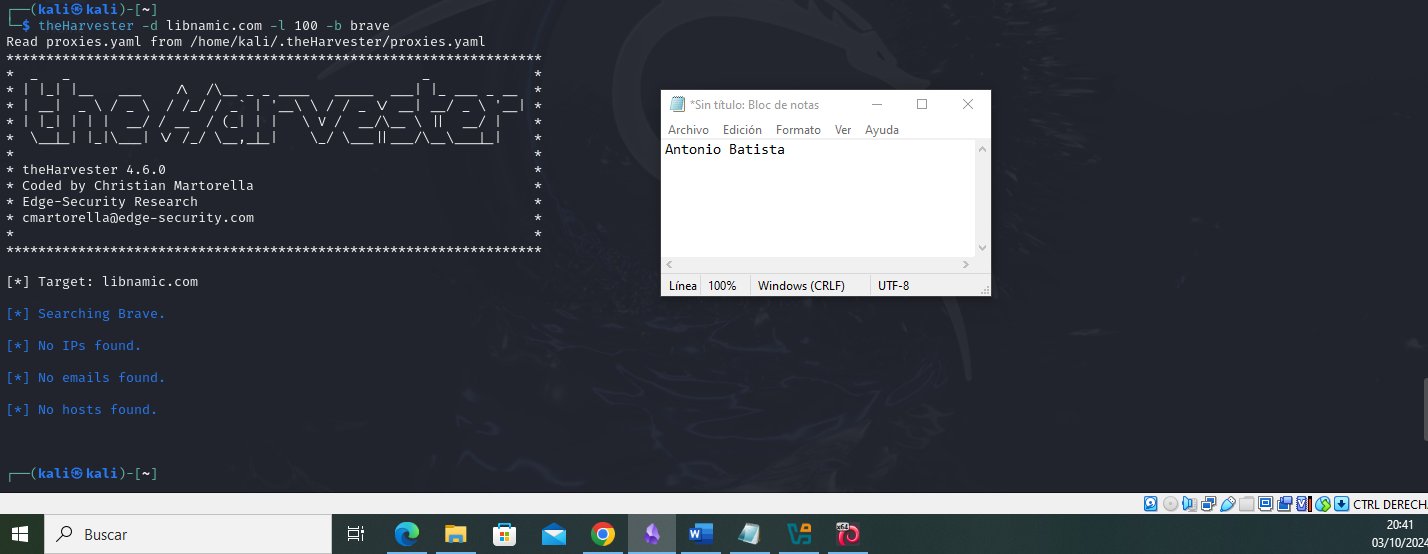 ┌──(kali㉿kali)-[~]
└─$ theHarvester -d libnamic.com -l 100 -b brave
Read proxies.yaml from /home/kali/.theHarvester/proxies.yaml
*******************************************************************
theHarvester
* theHarvester 4.6.0 *
* Coded by Christian Martorella *
* Edge-Security Research *
* cmartorella@edge-security.com *
* *
*******************************************************************
[*] Target: libnamic.com
[*] Searching Brave.
[*] No IPs found.
[*] No emails found.
[*] No hosts found.
┌──(kali㉿kali)-[~]
*Sin título: Bloc de notas
Archivo Edición Formato Ver Ayuda
Antonio Batista
Línea 100% Windows (CRLF) UTF-8
CTRL DERECHA
Buscar
20:41
03/10/2024